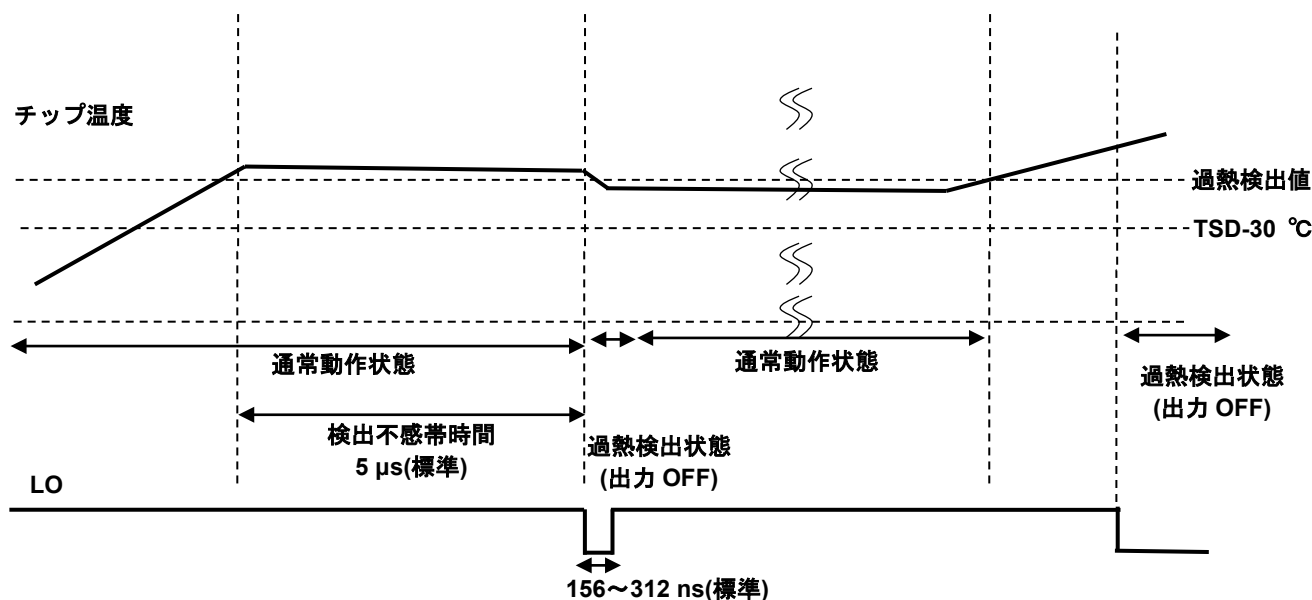 チップ温度
過熱検出値
TSD-30 ℃
通常動作状態
通常動作状態
過熱検出状態
(出力 OFF)
検出不感帯時間
5 μs(標準)
過熱検出状態
(出力 OFF)
LO
156～312 ns(標準)